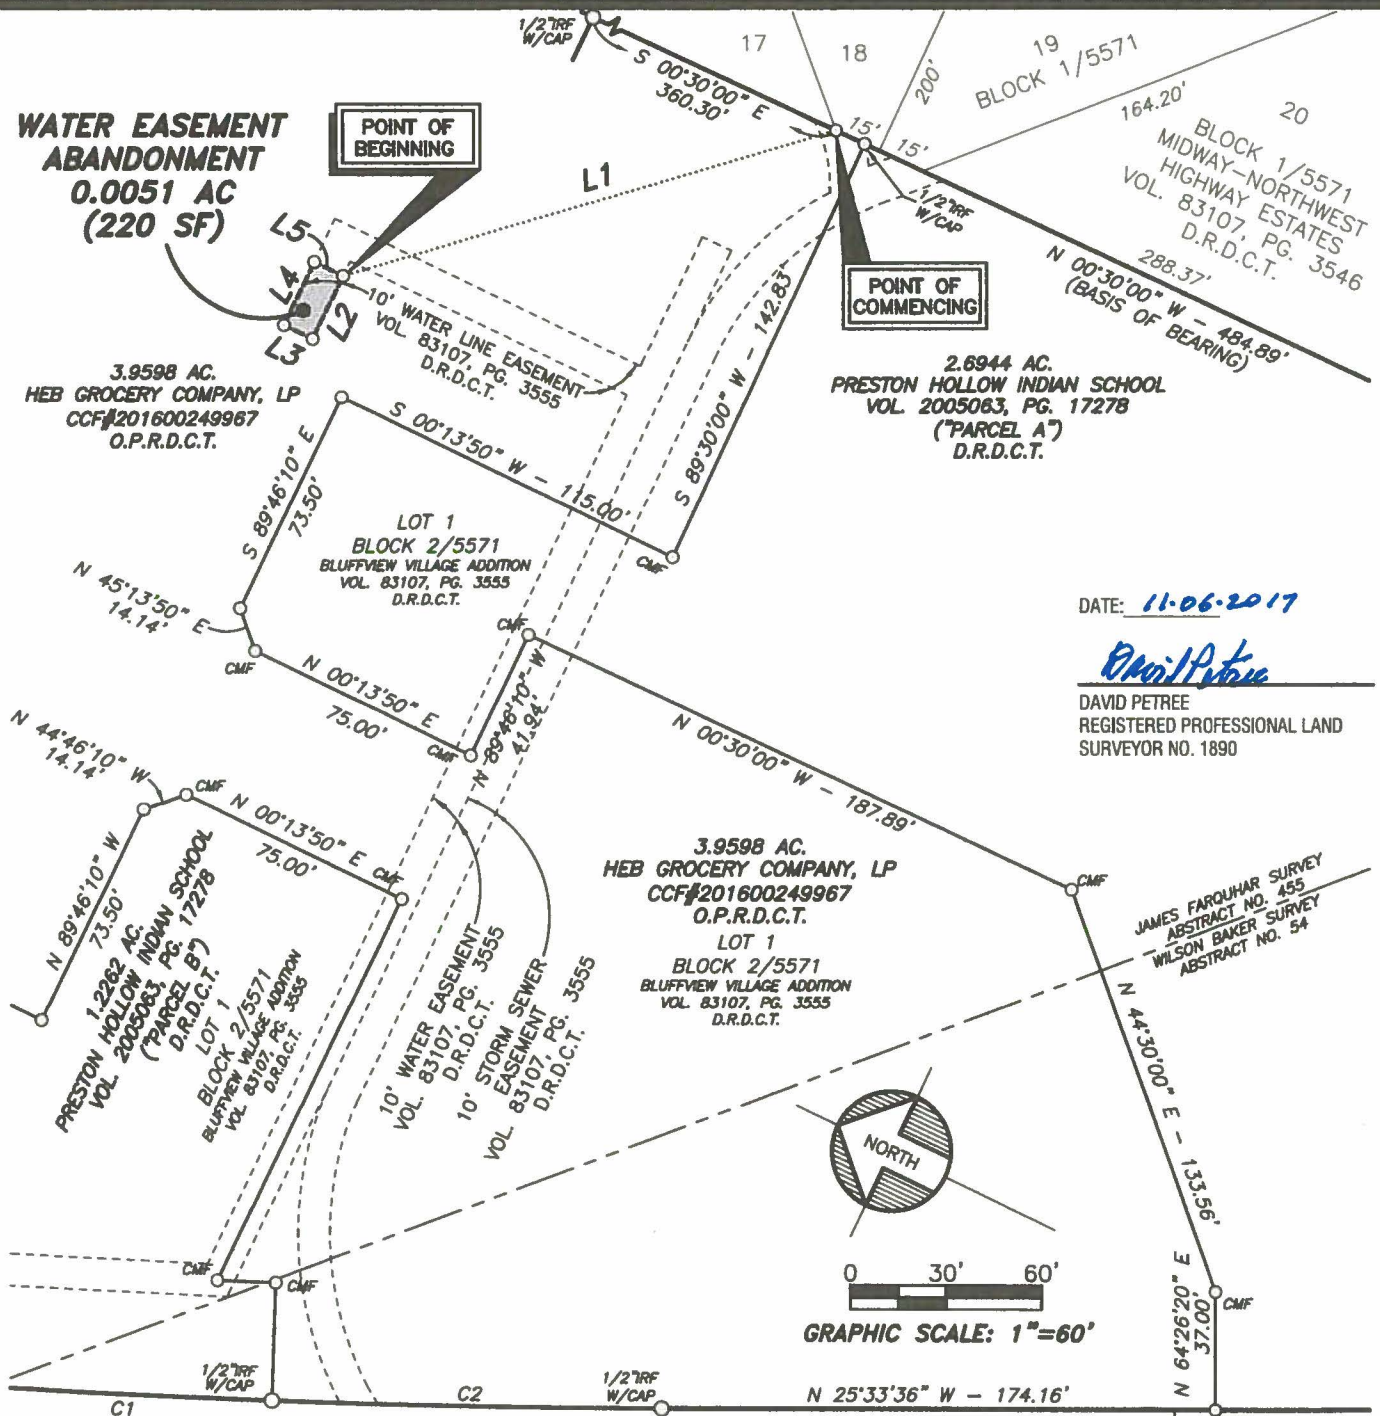 1/2"IRF
W/CAP
S 00°30'00" E
360.30'
17
18
200'
19
BLOCK 1/5571
164.20'
20
BLOCK 1/5571
MIDWAY-NORTHWEST
HIGHWAY ESTATES
VOL. 83107, PG. 3546
D.R.D.C.T.
WATER EASEMENT
ABANDONMENT
0.0051 AC
(220 SF)
POINT OF
BEGINNING
L1
15'
15'
1/2"IRF
W/CAP
N 00°30'00" W - 484.89'
(BASIS OF BEARING)
288.37'
POINT OF
COMMENCING
L5
L4
L2
L3
10' WATER LINE EASEMENT
VOL. 83107, PG. 3555
D.R.D.C.T.
S 89°30'00" W - 142.83'
3.9598 AC.
HEB GROCERY COMPANY, LP
CCF#201600249967
O.P.R.D.C.T.
2.6944 AC.
PRESTON HOLLOW INDIAN SCHOOL
VOL. 2005063, PG. 17278
("PARCEL A")
D.R.D.C.T.
S 00°13'50" W - 115.00'
S 89°46'10" E
73.50'
LOT 1
BLOCK 2/5571
BLUFFVIEW VILLAGE ADDITION
VOL. 83107, PG. 3555
D.R.D.C.T.
CMF
N 45°13'50" E
14.14'
CMF
N 00°13'50" E
75.00'
CMF
CMF
N 89°46'10" W
41.94'
DATE: 11-06-2017
David Petree
DAVID PETREE
REGISTERED PROFESSIONAL LAND
SURVEYOR NO. 1890
N 00°30'00" W - 187.89'
N 44°46'10" W
14.14'
CMF
N 00°13'50" E
75.00'
CMF
N 89°46'10" W
73.50'
1.2262 AC.
PRESTON HOLLOW INDIAN SCHOOL
VOL. 2005063, PG. 17278
("PARCEL B")
D.R.D.C.T.
LOT 1
BLOCK 2/5571
BLUFFVIEW VILLAGE ADDITION
VOL. 83107, PG. 3555
D.R.D.C.T.
10' WATER EASEMENT
VOL. 83107, PG. 3555
D.R.D.C.T.
10' STORM SEWER
EASEMENT
VOL. 83107, PG. 3555
D.R.D.C.T.
3.9598 AC.
HEB GROCERY COMPANY, LP
CCF#201600249967
O.P.R.D.C.T.
LOT 1
BLOCK 2/5571
BLUFFVIEW VILLAGE ADDITION
VOL. 83107, PG. 3555
D.R.D.C.T.
CMF
JAMES FARQUHAR SURVEY
ABSTRACT NO. 455
WILSON BAKER SURVEY
ABSTRACT NO. 54
N 44°30'00" E - 133.56'
NORTH
0 30' 60'
GRAPHIC SCALE: 1"=60'
CMF
CMF
CMF
N 64°26'20" E
37.00'
1/2"IRF
W/CAP
C1
C2
1/2"IRF
W/CAP
N 25°33'36" W - 174.16'